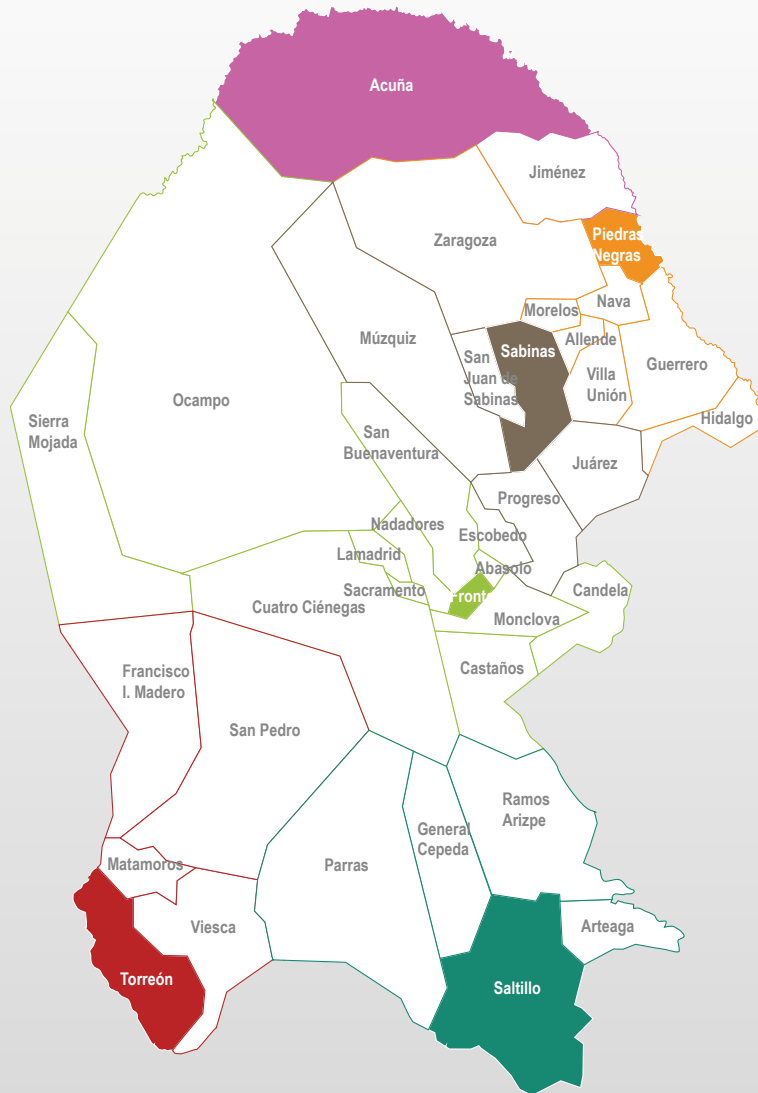 Acuña
Jiménez
Piedras
Negras
Zaragoza
Nava
Morelos
Múzquiz
Allende
Sabinas
San
Juan de
Sabinas
Guerrero
Villa
Unión
Ocampo
Hidalgo
Sierra
Mojada
San
Buenaventura
Juárez
Progreso
Nadadores
Escobedo
Lamadrid
Abasolo
Sacramento
Candela
Fronte
Cuatro Ciénegas
Monclova
Castaños
Francisco
I. Madero
San Pedro
Ramos
Arizpe
General
Cepeda
Matamoros
Parras
Viesca
Arteaga
Torreón
Saltillo